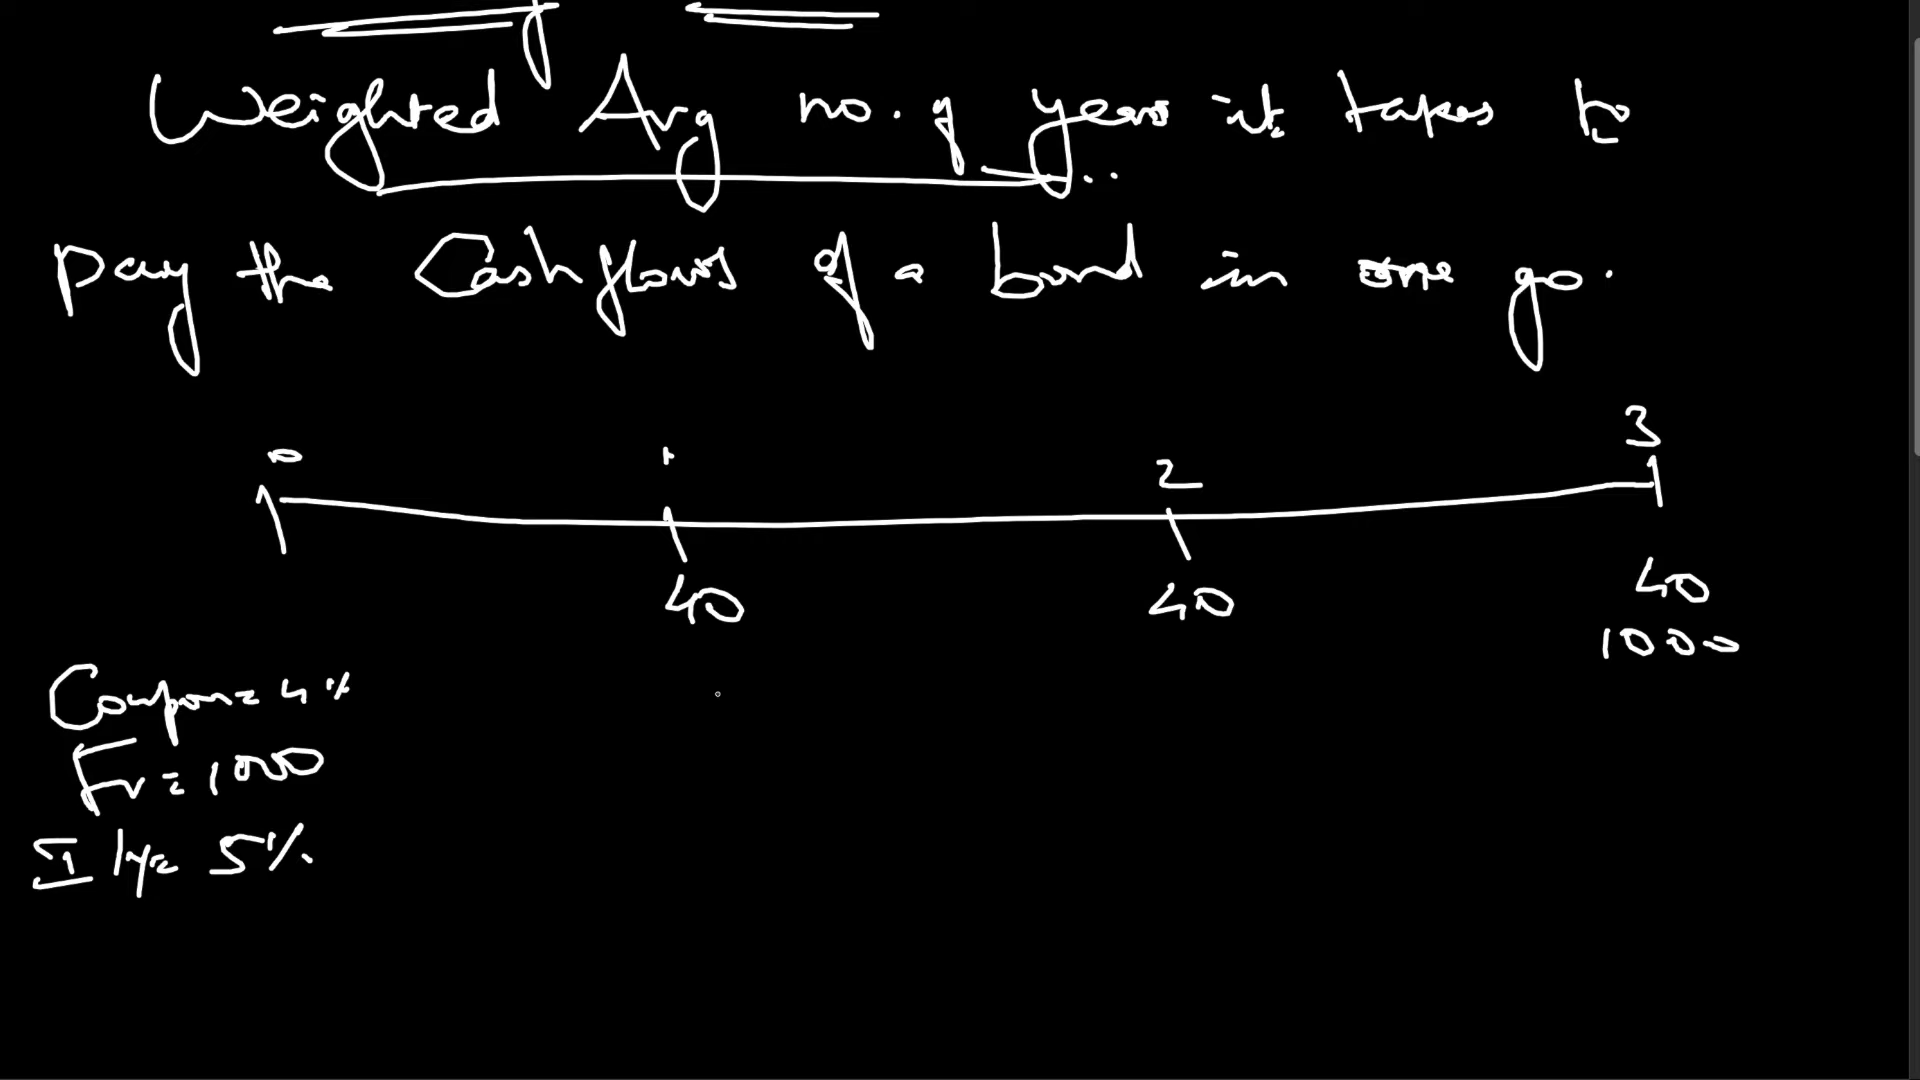 Weighted Avg no. of years it takes to
pay the Cashflows of a bond in one go.
0 1 2 3
40 40 40
1000
Coupon = 4%
Fv = 1000
I/y = 5%